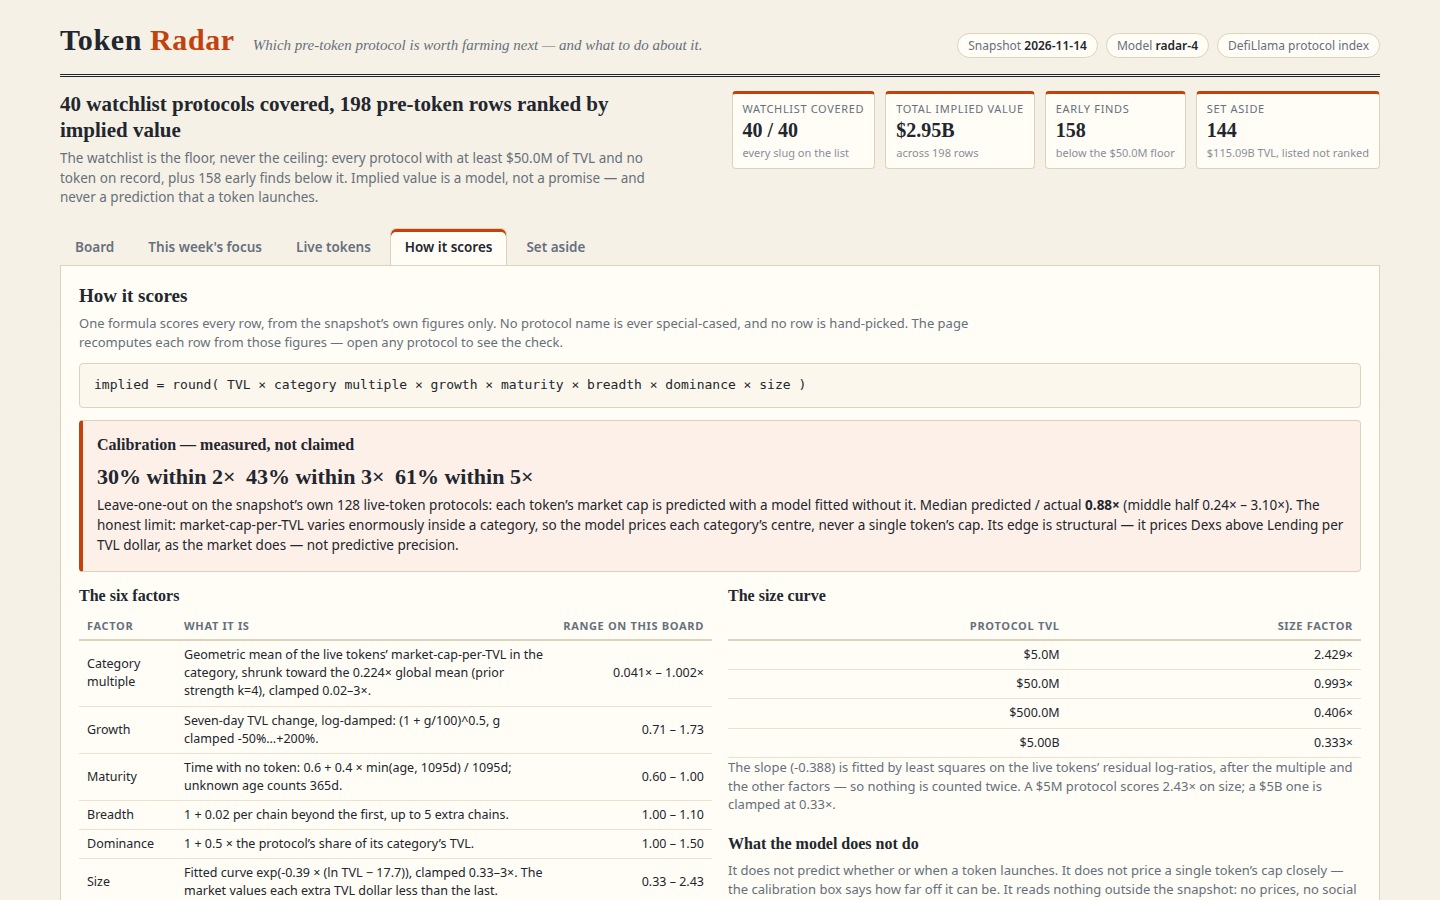 Token Radar
Which pre-token protocol is worth farming next — and what to do about it.
Snapshot 2026-11-14
Model radar-4
DefiLlama protocol index
40 watchlist protocols covered, 198 pre-token rows ranked by
implied value
The watchlist is the floor, never the ceiling: every protocol with at least $50.0M of TVL and no
token on record, plus 158 early finds below it. Implied value is a model, not a promise — and
never a prediction that a token launches.
WATCHLIST COVERED
40 / 40
every slug on the list
TOTAL IMPLIED VALUE
$2.95B
across 198 rows
EARLY FINDS
158
below the $50.0M floor
SET ASIDE
144
$115.09B TVL, listed not ranked
Board
This week's focus
Live tokens
How it scores
Set aside
How it scores
One formula scores every row, from the snapshot’s own figures only. No protocol name is ever special-cased, and no row is hand-picked. The page
recomputes each row from those figures — open any protocol to see the check.
implied = round( TVL × category multiple × growth × maturity × breadth × dominance × size )
Calibration — measured, not claimed
30% within 2× 43% within 3× 61% within 5×
Leave-one-out on the snapshot’s own 128 live-token protocols: each token’s market cap is predicted with a model fitted without it. Median predicted / actual 0.88× (middle half 0.24× – 3.10×). The
honest limit: market-cap-per-TVL varies enormously inside a category, so the model prices each category’s centre, never a single token’s cap. Its edge is structural — it prices Dexs above Lending per
TVL dollar, as the market does — not predictive precision.
The six factors
FACTOR WHAT IT IS RANGE ON THIS BOARD
Category multiple
Geometric mean of the live tokens’ market-cap-per-TVL in the
category, shrunk toward the 0.224× global mean (prior
strength k=4), clamped 0.02–3×.
0.041× – 1.002×
Growth
Seven-day TVL change, log-damped: (1 + g/100)^0.5, g
clamped -50%…+200%.
0.71 – 1.73
Maturity
Time with no token: 0.6 + 0.4 × min(age, 1095d) / 1095d;
unknown age counts 365d.
0.60 – 1.00
Breadth 1 + 0.02 per chain beyond the first, up to 5 extra chains. 1.00 – 1.10
Dominance 1 + 0.5 × the protocol’s share of its category’s TVL. 1.00 – 1.50
Size
Fitted curve exp(-0.39 × (ln TVL − 17.7)), clamped 0.33–3×. The
market values each extra TVL dollar less than the last.
0.33 – 2.43
The size curve
PROTOCOL TVL SIZE FACTOR
$5.0M 2.429×
$50.0M 0.993×
$500.0M 0.406×
$5.00B 0.333×
The slope (-0.388) is fitted by least squares on the live tokens’ residual log-ratios, after the multiple and
the other factors — so nothing is counted twice. A $5M protocol scores 2.43× on size; a $5B one is
clamped at 0.33×.
What the model does not do
It does not predict whether or when a token launches. It does not price a single token’s cap closely —
the calibration box says how far off it can be. It reads nothing outside the snapshot: no prices, no social